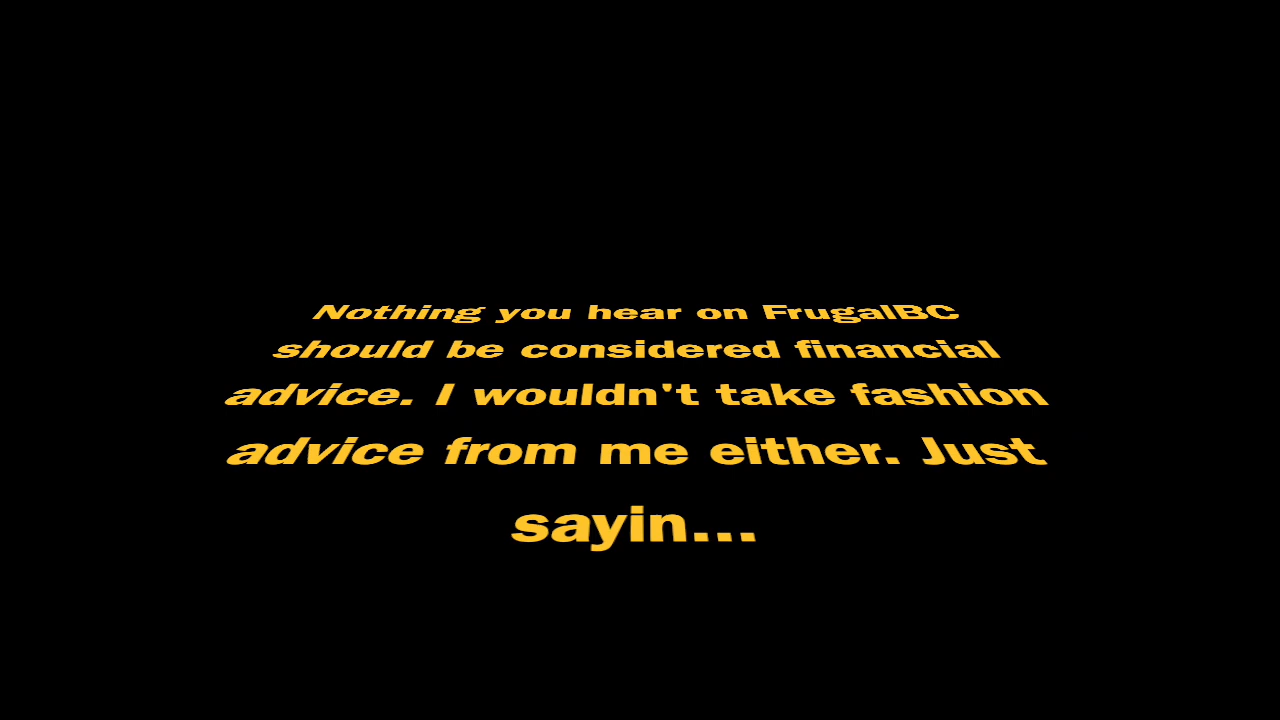 Nothing you hear on FrugalBC
should be considered financial
advice. I wouldn't take fashion
advice from me either. Just
sayin...